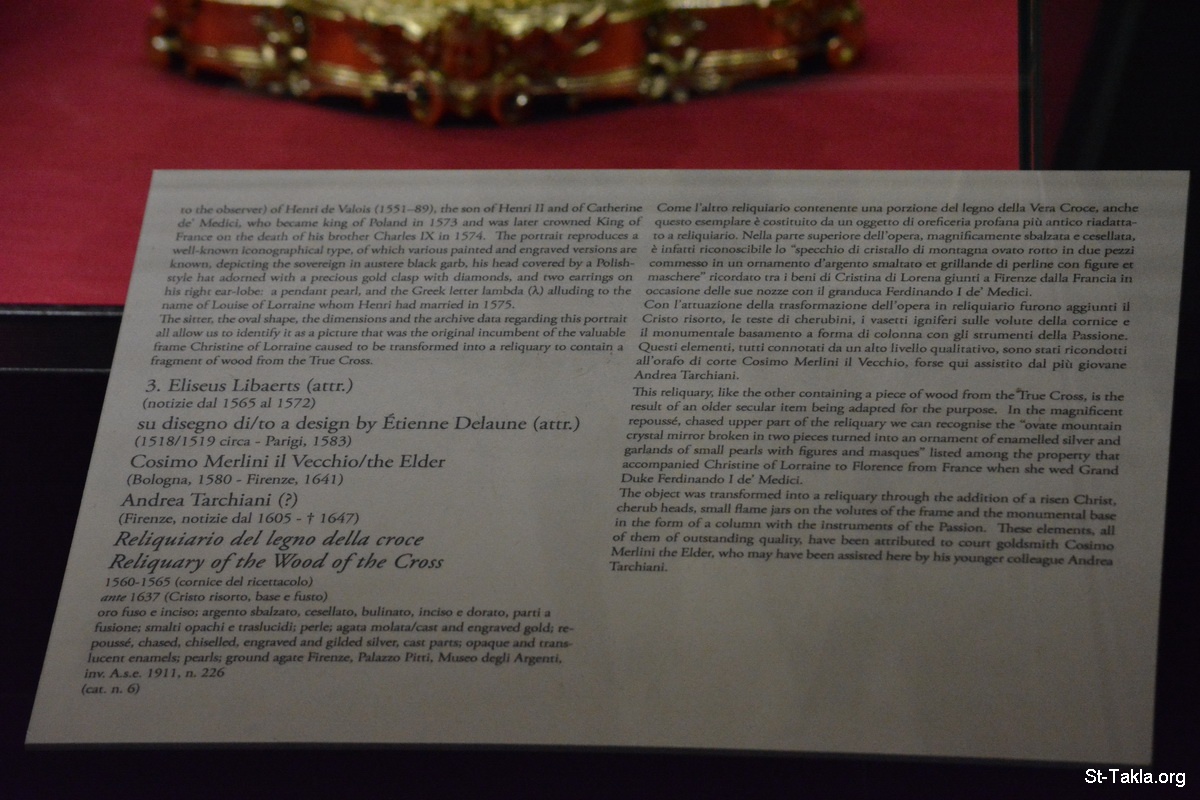 to the observer) of Henri de Valois (1551–89), the son of Henri II and of Catherine
de' Medici, who became king of Poland in 1573 and was later crowned King of
France on the death of his brother Charles IX in 1574. The portrait reproduces a
well-known iconographical type, of which various painted and engraved versions are
known, depicting the sovereign in austere black garb, his head covered by a Polish-
style hat adorned with a precious gold clasp with diamonds, and two earrings on
his right ear-lobe: a pendant pearl, and the Greek letter lambda (λ) alluding to the
name of Louise of Lorraine whom Henri had married in 1575.
The sitter, the oval shape, the dimensions and the archive data regarding this portrait
all allow us to identify it as a picture that was the original incumbent of the valuable
frame Christine of Lorraine caused to be transformed into a reliquary to contain a
fragment of wood from the True Cross.
3. Eliseus Libaerts (attr.)
(notizie dal 1565 al 1572)
su disegno di/to a design by Étienne Delaune (attr.)
(1518/1519 circa - Parigi, 1583)
Cosimo Merlini il Vecchio/the Elder
(Bologna, 1580 - Firenze, 1641)
Andrea Tarchiani (?)
(Firenze, notizie dal 1605 - † 1647)
Reliquiario del legno della croce
Reliquary of the Wood of the Cross
1560-1565 (cornice del ricettacolo)
ante 1637 (Cristo risorto, base e fusto)
oro fuso e inciso; argento sbalzato, cesellato, bulinato, inciso e dorato, parti a
fusione; smalti opachi e traslucidi; perle; agata molata/cast and engraved gold; re-
poussé, chased, chiselled, engraved and gilded silver, cast parts; opaque and trans-
lucent enamels; pearls; ground agate Firenze, Palazzo Pitti, Museo degli Argenti,
inv. A.s.e. 1911, n. 226
(cat. n. 6)
Come l'altro reliquiario contenente una porzione del legno della Vera Croce, anche
questo esemplare è costituito da un oggetto di oreficeria profana più antico riadatta-
to a reliquiario. Nella parte superiore dell'opera, magnificamente sbalzata e cesellata,
è infatti riconoscibile lo "specchio di cristallo di montagna ovato rotto in due pezzi
commesso in un ornamento d'argento smaltato et grillande di perline con figure et
maschere" ricordato tra i beni di Cristina di Lorena giunti a Firenze dalla Francia in
occasione delle sue nozze con il granduca Ferdinando I de' Medici.
Con l'attuazione della trasformazione dell'opera in reliquiario furono aggiunti il
Cristo risorto, le teste di cherubini, i vasetti igniferi sulle volute della cornice e
il monumentale basamento a forma di colonna con gli strumenti della Passione.
Questi elementi, tutti connotati da un alto livello qualitativo, sono stati ricondotti
all'orafo di corte Cosimo Merlini il Vecchio, forse qui assistito dal più giovane
Andrea Tarchiani.
This reliquary, like the other containing a piece of wood from the True Cross, is the
result of an older secular item being adapted for the purpose. In the magnificent
repoussé, chased upper part of the reliquary we can recognise the "ovate mountain
crystal mirror broken in two pieces turned into an ornament of enamelled silver and
garlands of small pearls with figures and masques" listed among the property that
accompanied Christine of Lorraine to Florence from France when she wed Grand
Duke Ferdinando I de' Medici.
The object was transformed into a reliquary through the addition of a risen Christ,
cherub heads, small flame jars on the volutes of the frame and the monumental base
in the form of a column with the instruments of the Passion. These elements, all
of them of outstanding quality, have been attributed to court goldsmith Cosimo
Merlini the Elder, who may have been assisted here by his younger colleague Andrea
Tarchiani.
St-Takla.org